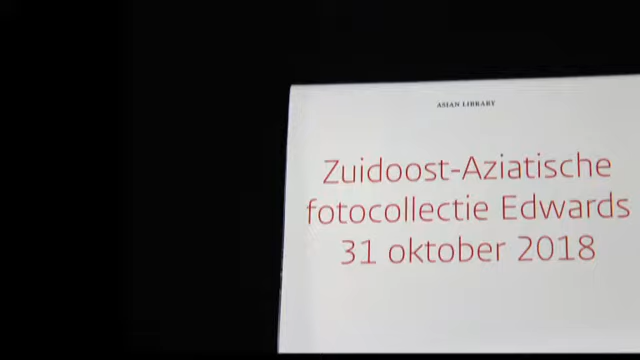 ASIAN LIBRARY
Zuidoost-Aziatische
fotocollectie Edwards
31 oktober 2018